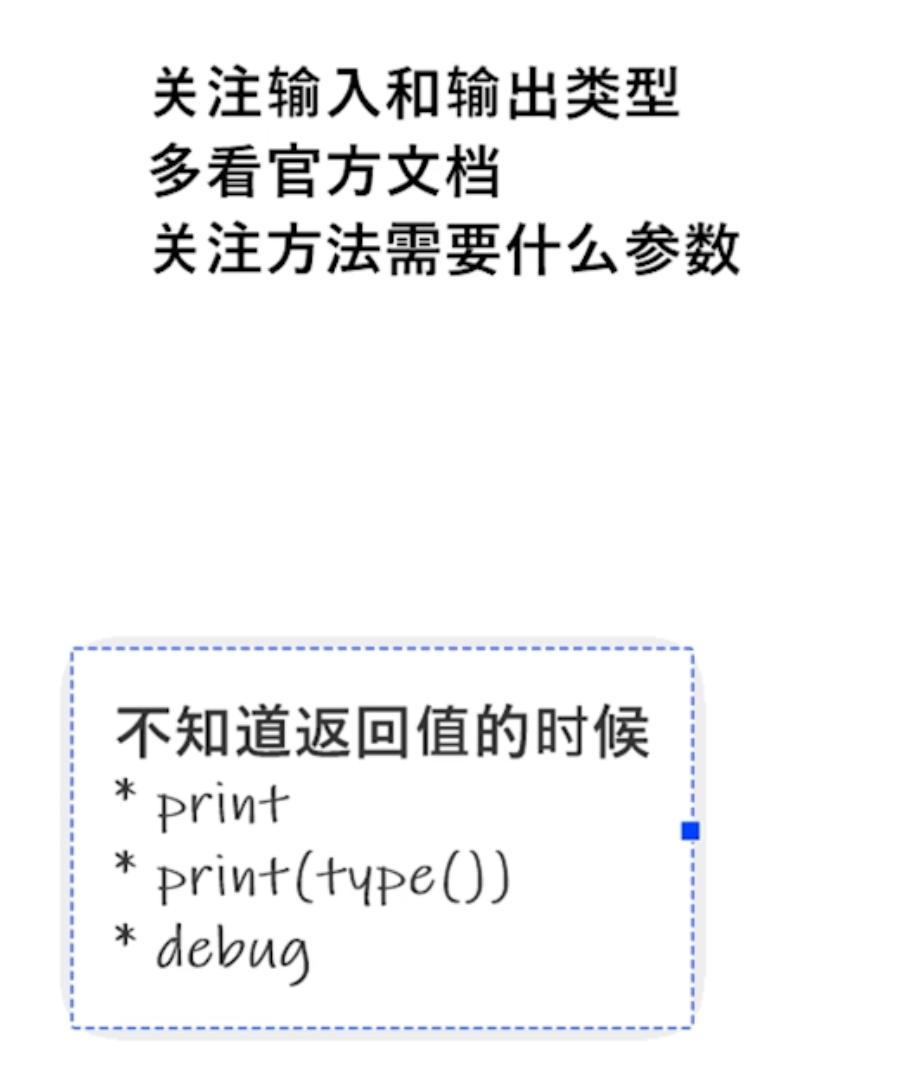 关注输入和输出类型
多看官方文档
关注方法需要什么参数
不知道返回值的时候
* print
* print(type())
* debug